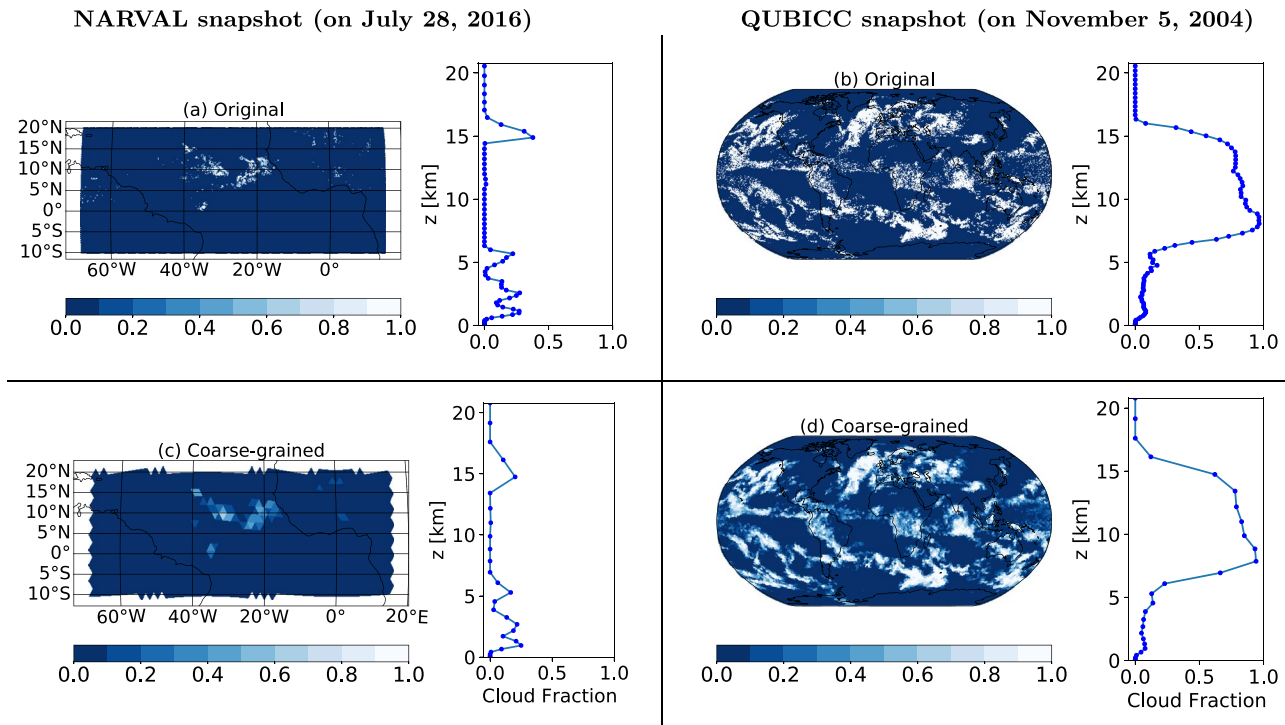 NARVAL snapshot (on July 28, 2016)
QUBICC snapshot (on November 5, 2004)
(a) Original
20°N
15°N
10°N
5°N
0°
5°S
10°S
60°W 40°W 20°W 0°
0.0 0.2 0.4 0.6 0.8 1.0
z [km]
20
15
10
5
0
0.0 0.5 1.0
(b) Original
0.0 0.2 0.4 0.6 0.8 1.0
z [km]
20
15
10
5
0
0.0 0.5 1.0
(c) Coarse-grained
20°N
15°N
10°N
5°N
0°
5°S
10°S
60°W 40°W 20°W 0° 20°E
0.0 0.2 0.4 0.6 0.8 1.0
z [km]
20
15
10
5
0
0.0 0.5 1.0
Cloud Fraction
(d) Coarse-grained
0.0 0.2 0.4 0.6 0.8 1.0
z [km]
20
15
10
5
0
0.0 0.5 1.0
Cloud Fraction